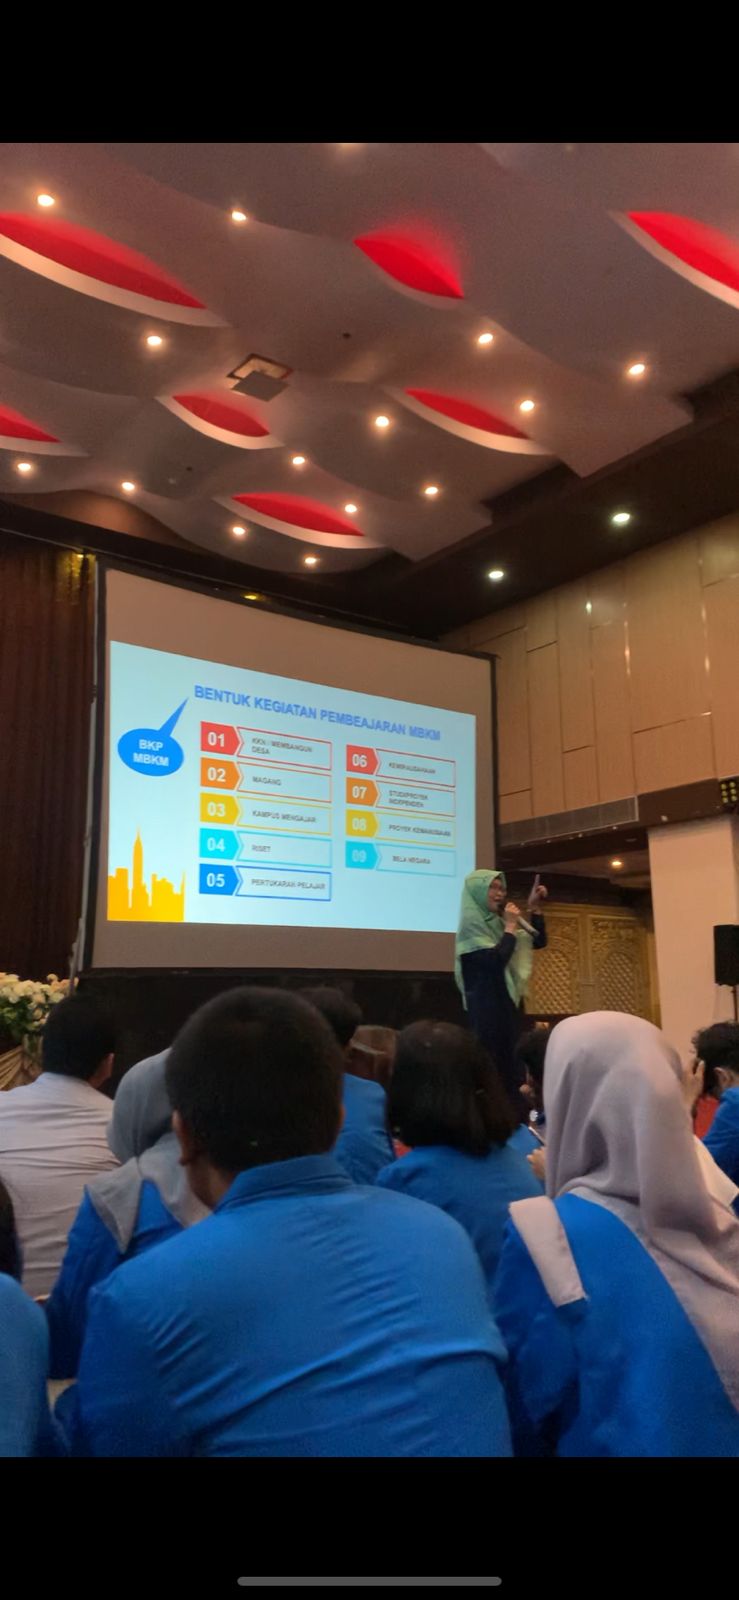 BENTUK KEGIATAN PEMBEAJARAN MBKM
BKP
MBKM
01
KKN / MEMBANGUN
DESA
02
MAGANG
03
KAMPUS MENGAJAR
04
RISET
05
PERTUKARAN PELAJAR
06
KEWIRAUSAHAAN
07
STUDI/PROYEK
INDEPENDEN
08
PROYEK KEMANUSIAAN
09
BELA NEGARA